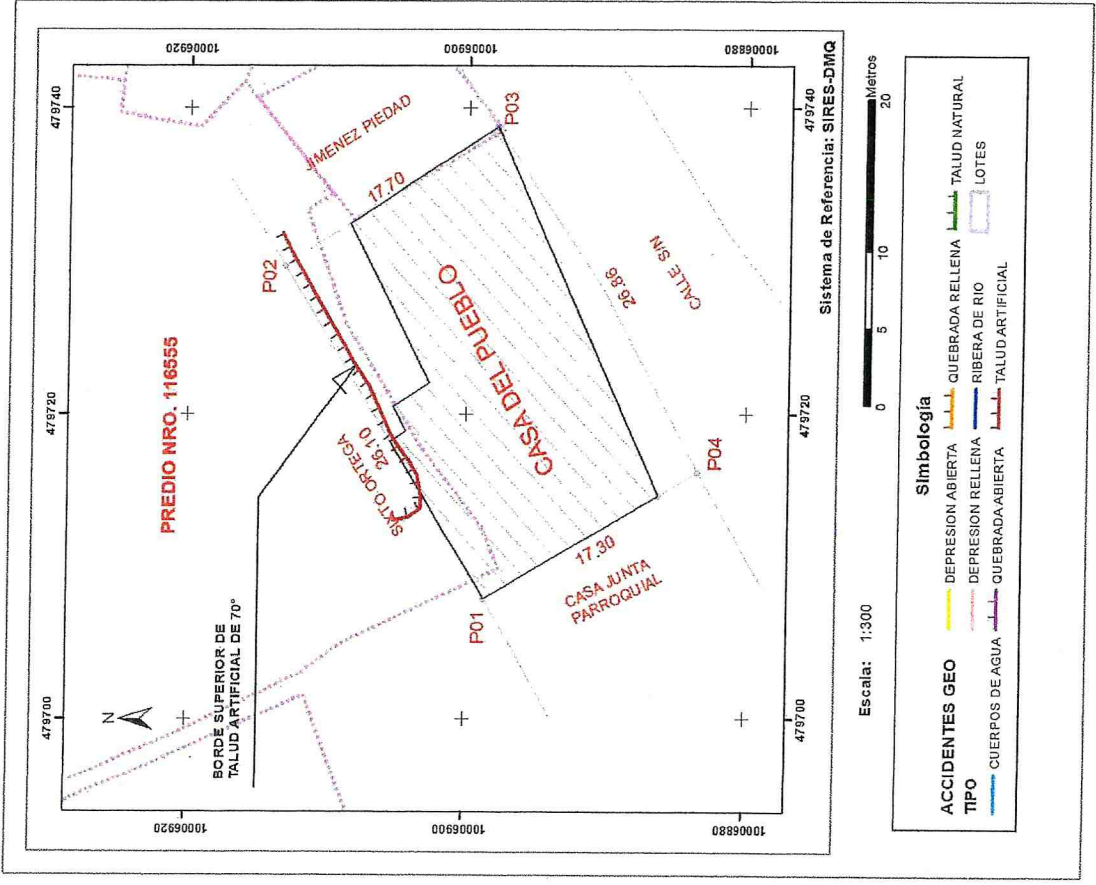 479700
479720
479740
10006920
10006920
N
PREDIO NRO. 116555
BORDE SUPERIOR DE
TALUD ARTIFICIAL DE 70°
P02
JIMENEZ PIEDAD
SIXTO ORTEGA
26.10
17.70
CASA DEL PUEBLO
10006900
10006900
P01
P03
17.30
CASA JUNTA
PARROQUIAL
26.86
CALLE S/N
P04
10006880
10006880
479700
479720
479740
Sistema de Referencia: SIRES-DMQ
Escala: 1:300
0 5 10 20
Metros
Simbología
ACCIDENTES GEO
TIPO
CUERPOS DE AGUA
DEPRESION ABIERTA
DEPRESION RELLENA
QUEBRADA ABIERTA
QUEBRADA RELLENA
RIBERA DE RIO
TALUD ARTIFICIAL
TALUD NATURAL
LOTES